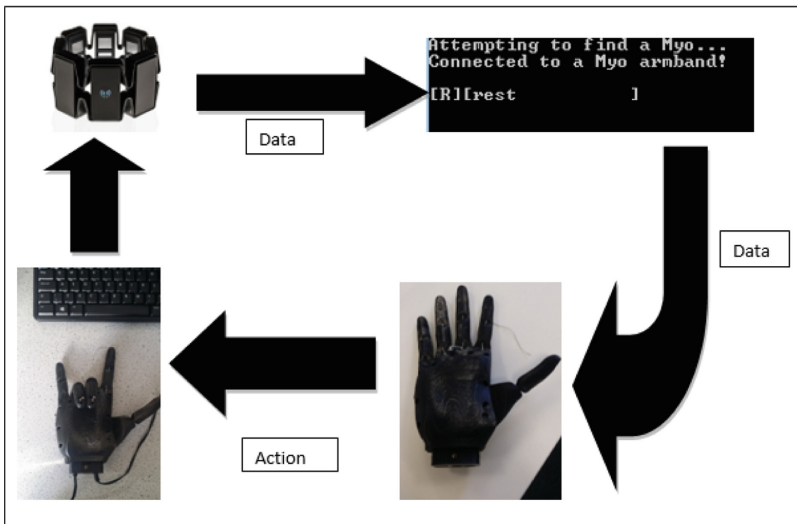 Attempting to find a Myo...
Connected to a Myo armband!
[R][rest ]
Data
Data
Action